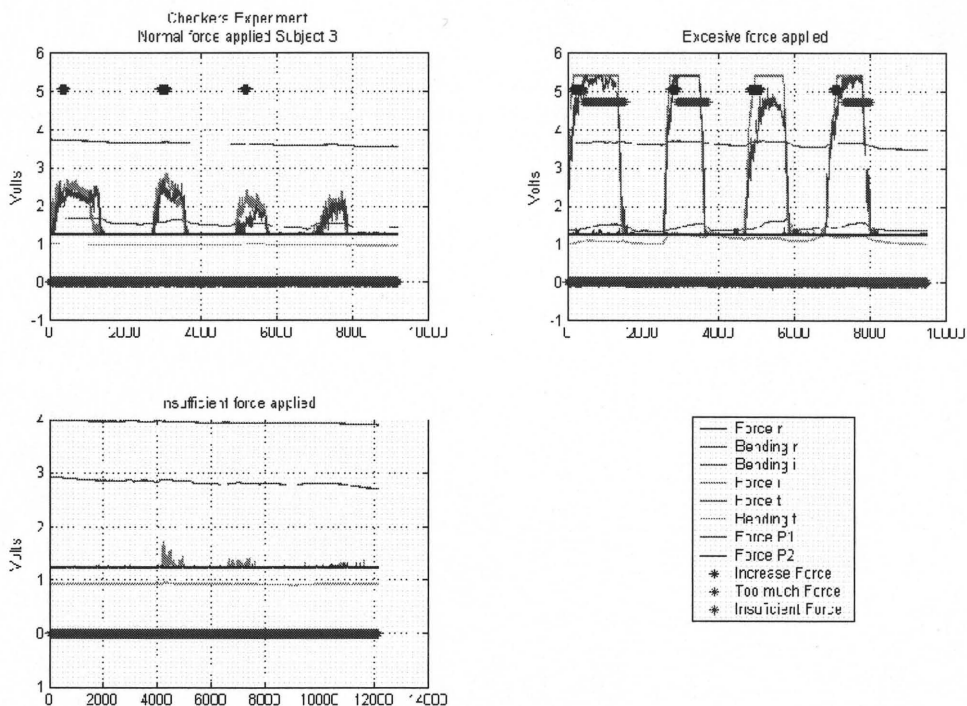 Checkers Experiment
Normal force applied Subject 3
6
5
4
3
2
1
0
-1
Volts
0 2000 4000 6000 8000 10000
Excesive force applied
6
5
4
3
2
1
0
-1
Volts
0 2000 4000 6000 8000 10000
nsufficient force applied
4
3
2
1
0
1
Volts
0 2000 4000 6000 8000 10000 12000 14000
Force r
Bending r
Bending i
Force i
Force t
Bending t
Force P1
Force P2
Increase Force
Too much Force
Insuficient Force